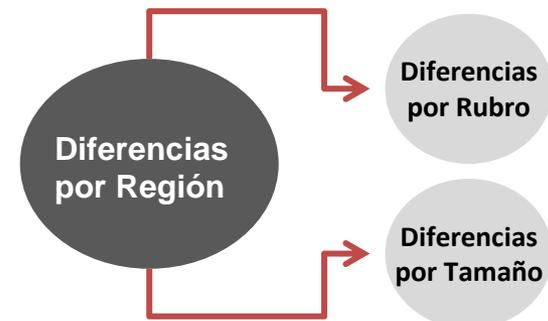 Diferencias
por Región
Diferencias
por Rubro
Diferencias
por Tamaño